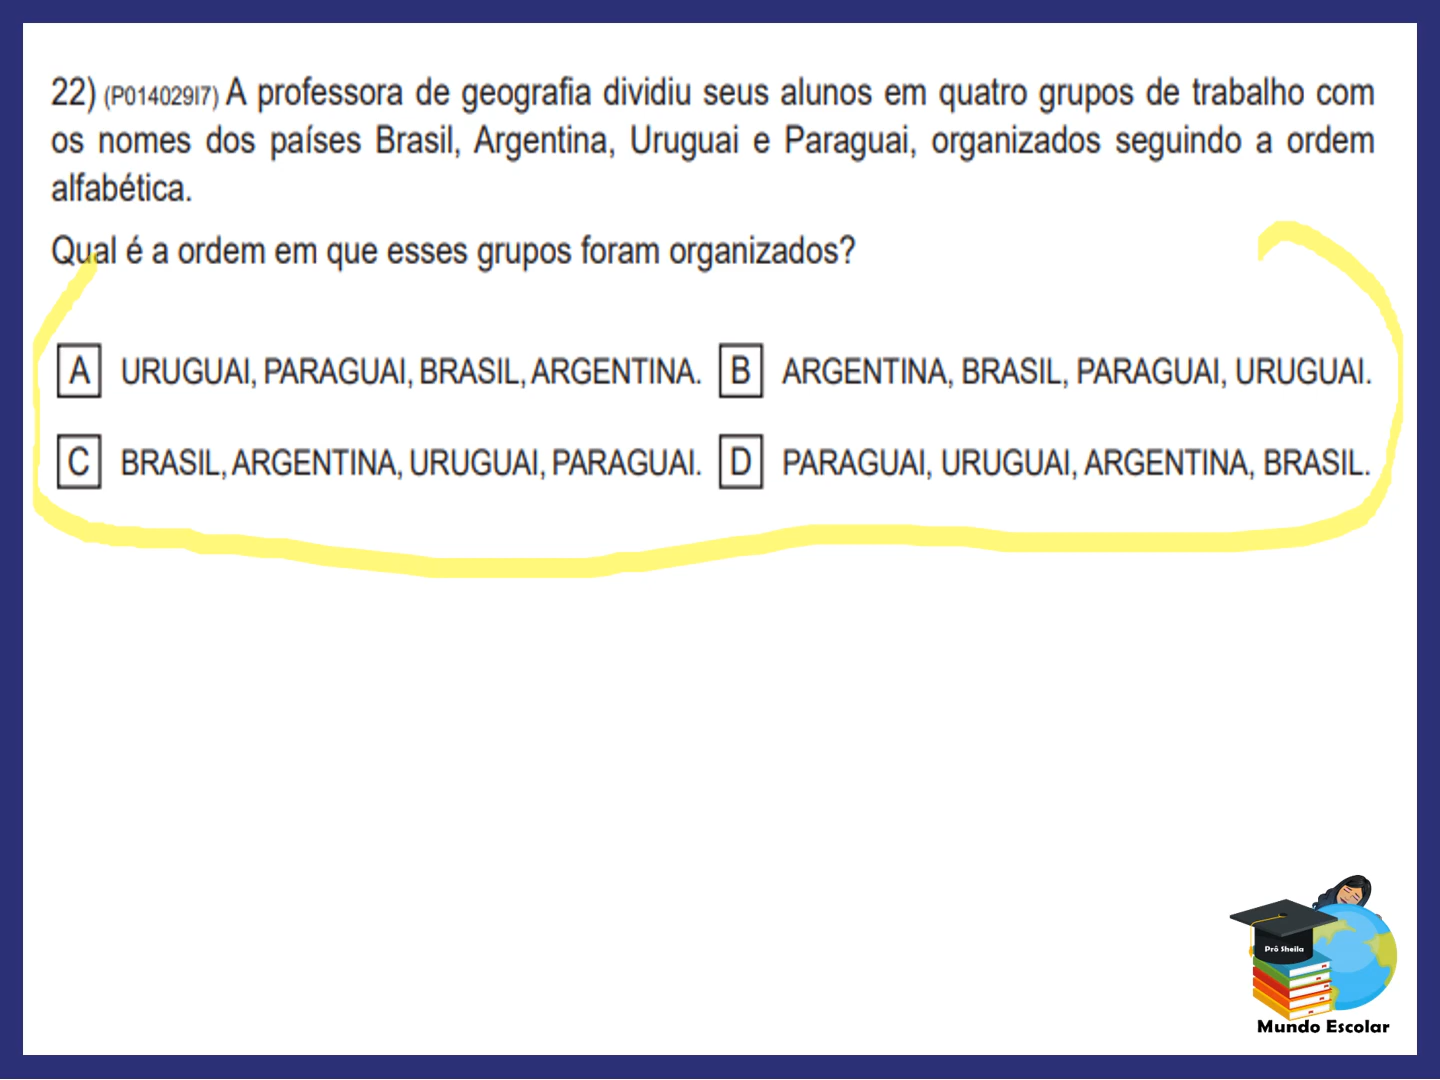 22) (P014029I7) A professora de geografia dividiu seus alunos em quatro grupos de trabalho com
os nomes dos países Brasil, Argentina, Uruguai e Paraguai, organizados seguindo a ordem
alfabética.
Qual é a ordem em que esses grupos foram organizados?
A URUGUAI, PARAGUAI, BRASIL, ARGENTINA. B ARGENTINA, BRASIL, PARAGUAI, URUGUAI.
C BRASIL, ARGENTINA, URUGUAI, PARAGUAI. D PARAGUAI, URUGUAI, ARGENTINA, BRASIL.
Prô Sheila
Mundo Escolar